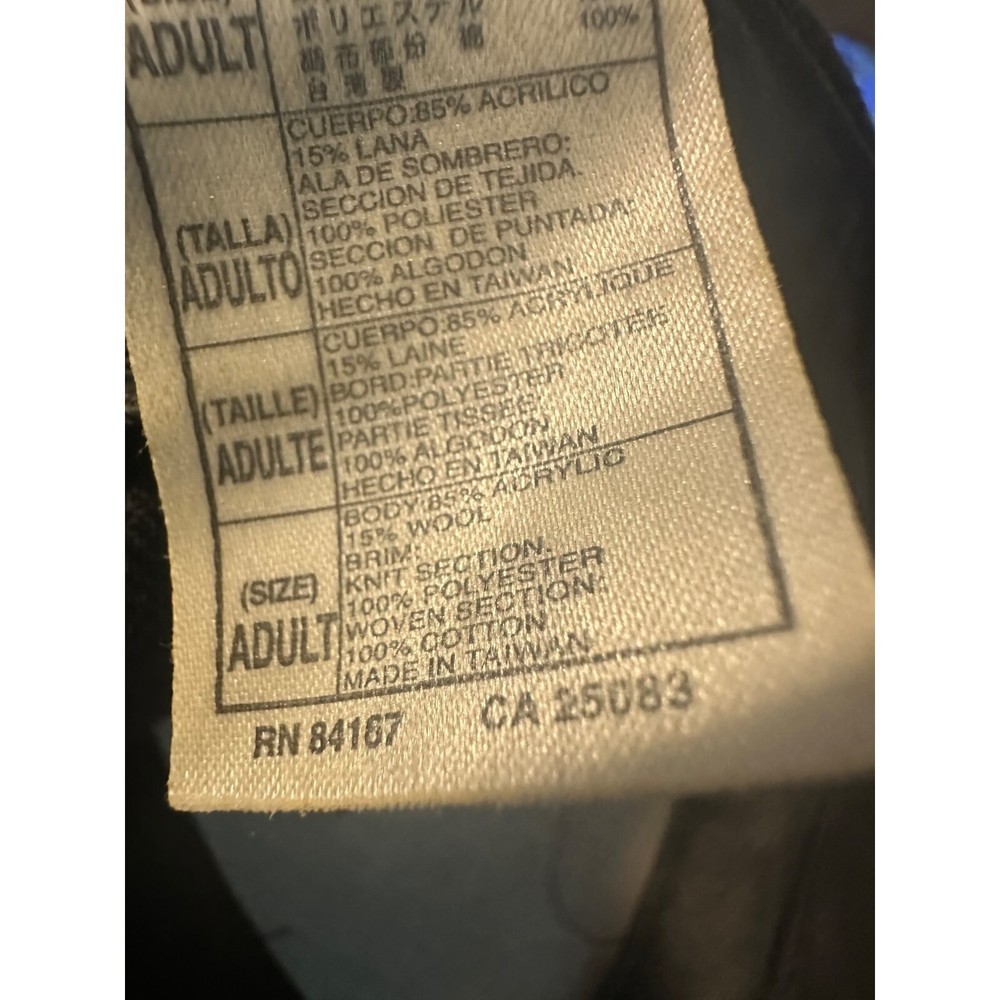 ADULT
ポリエステル 100%
台湾製
(TALLA)
ADULTO
CUERPO:85% ACRILICO
15% LANA
ALA DE SOMBRERO:
SECCION DE TEJIDA.
100% POLIESTER
SECCION DE PUNTADA:
100% ALGODON
HECHO EN TAIWAN
(TAILLE)
ADULTE
CUERPO:85% ACRYLIQUE
15% LAINE
BORD:PARTIE TRICOTEE
100%POLYESTER
PARTIE TISSEE
100% ALGODON
HECHO EN TAIWAN
(SIZE)
ADULT
BODY:85% ACRYLIC
15% WOOL
BRIM:
KNIT SECTION.
100% POLYESTER
WOVEN SECTION:
100% COTTON
MADE IN TAIWAN
RN 84167 CA 25083